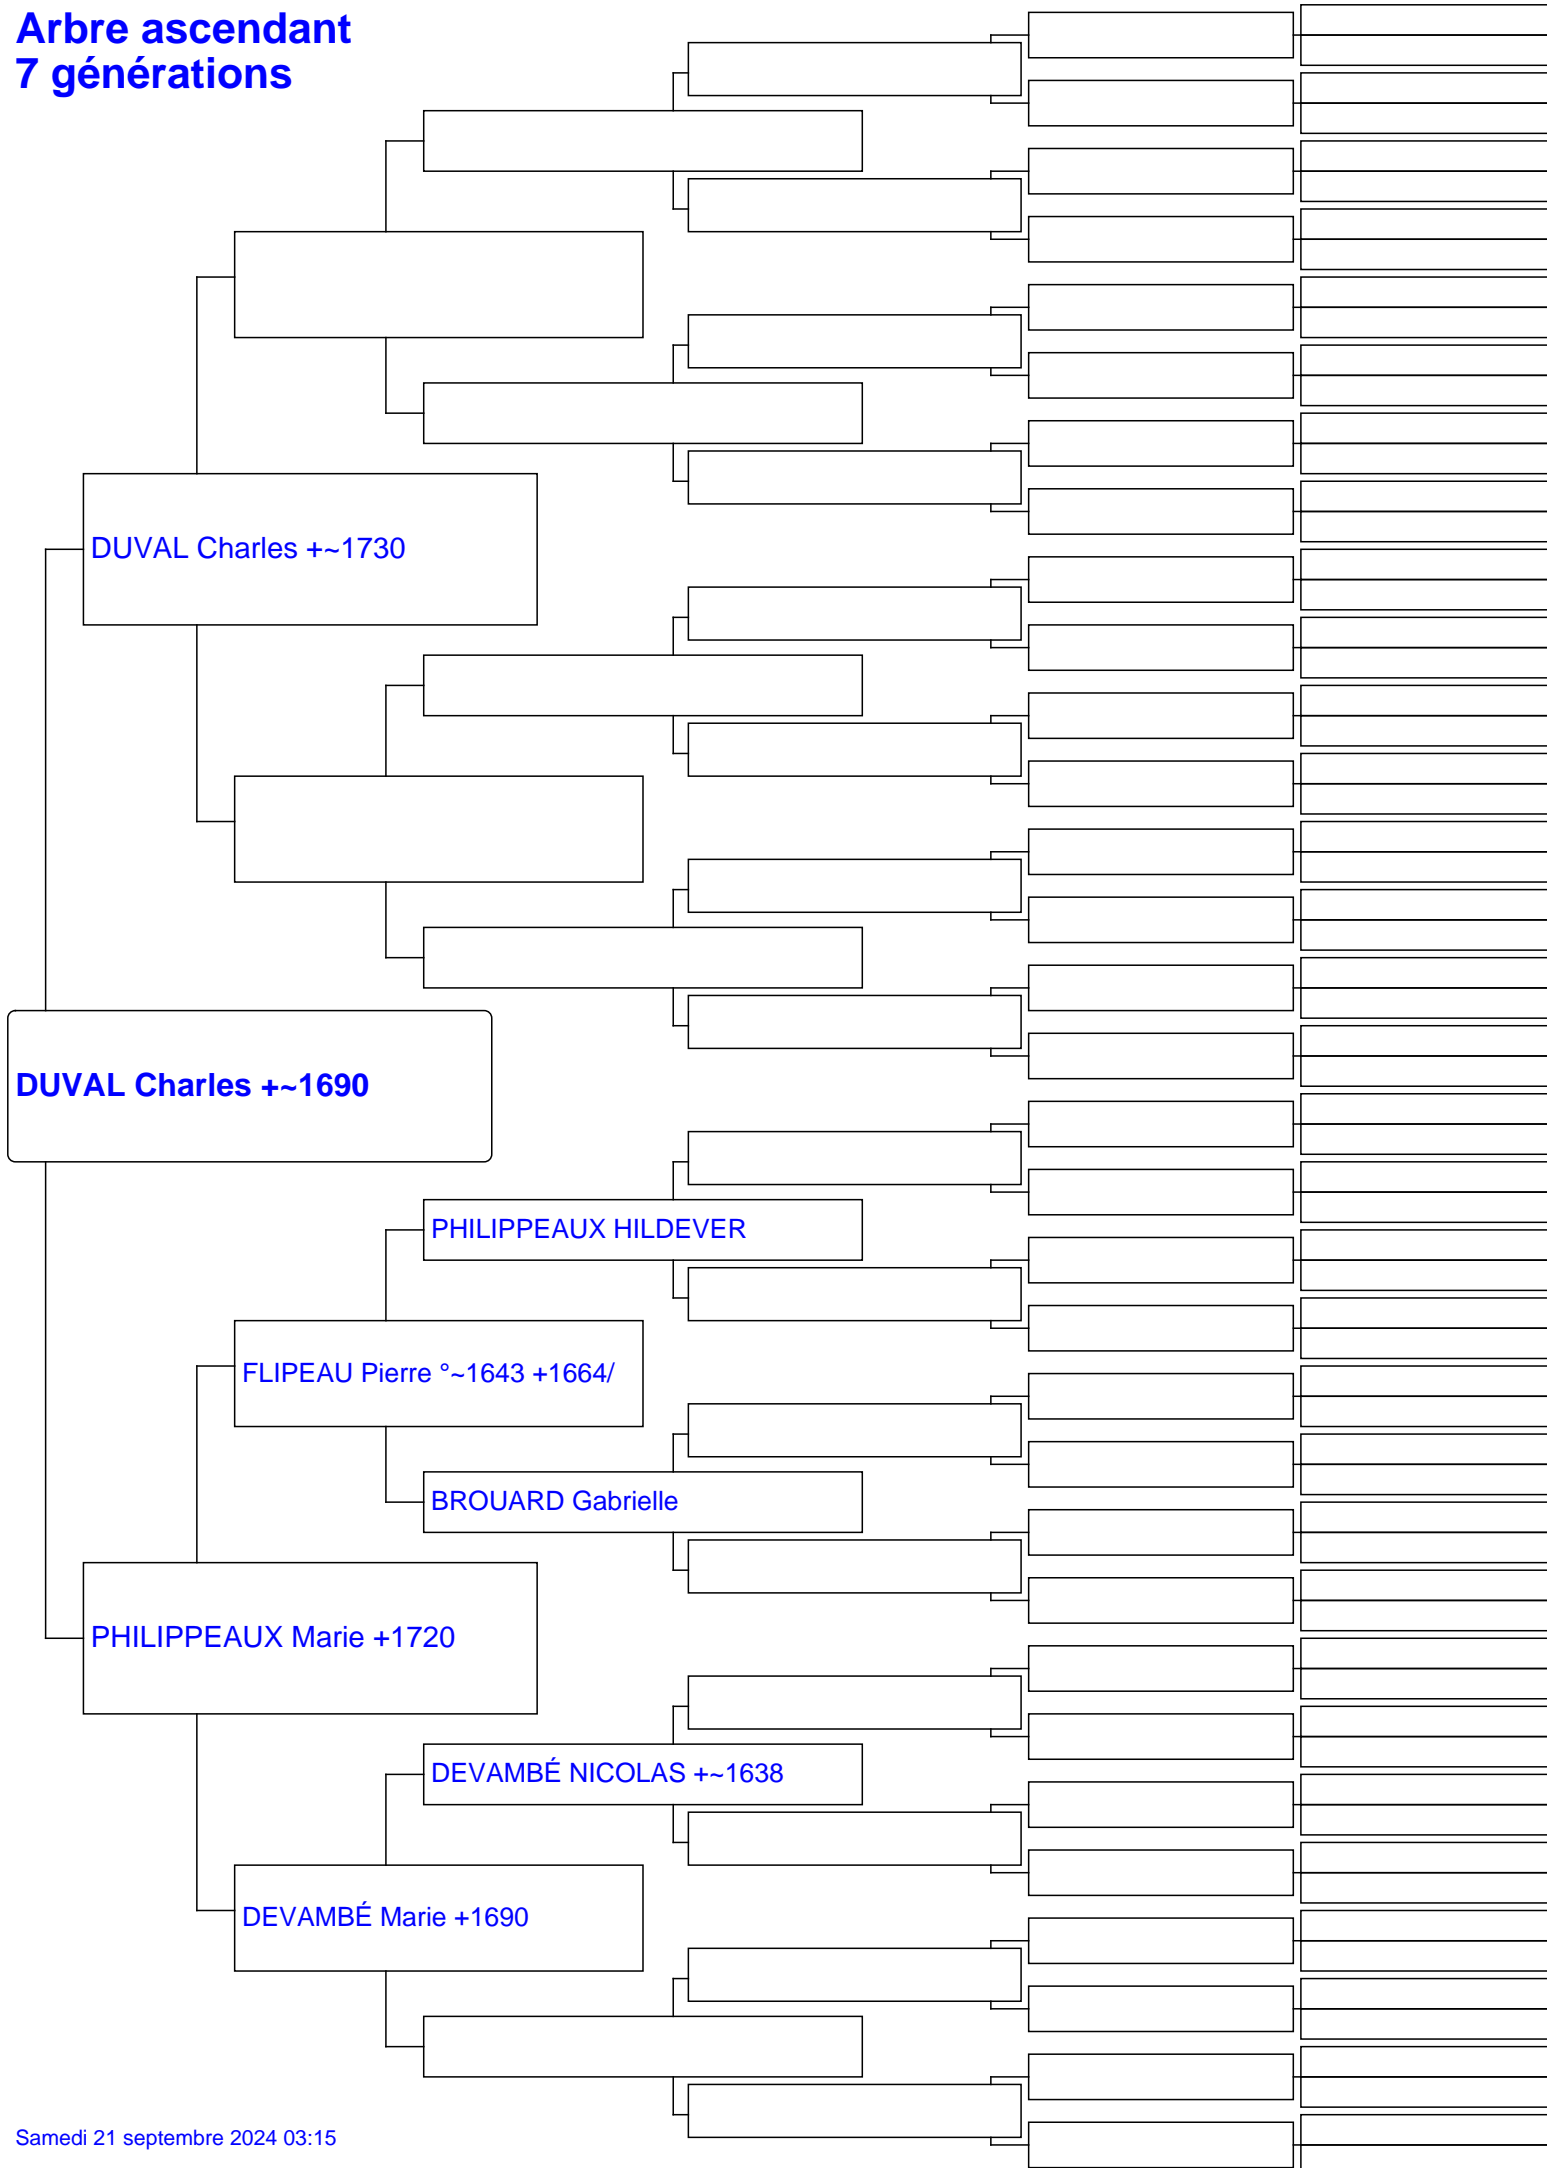 Arbre ascendant
7 générations
DUVAL Charles +~1730
DUVAL Charles +~1690
PHILIPPEAUX HILDEVER
FLIPEAU Pierre °~1643 +1664/
BROUARD Gabrielle
PHILIPPEAUX Marie +1720
DEVAMBÉ NICOLAS +~1638
DEVAMBÉ Marie +1690
Samedi 21 septembre 2024 03:15